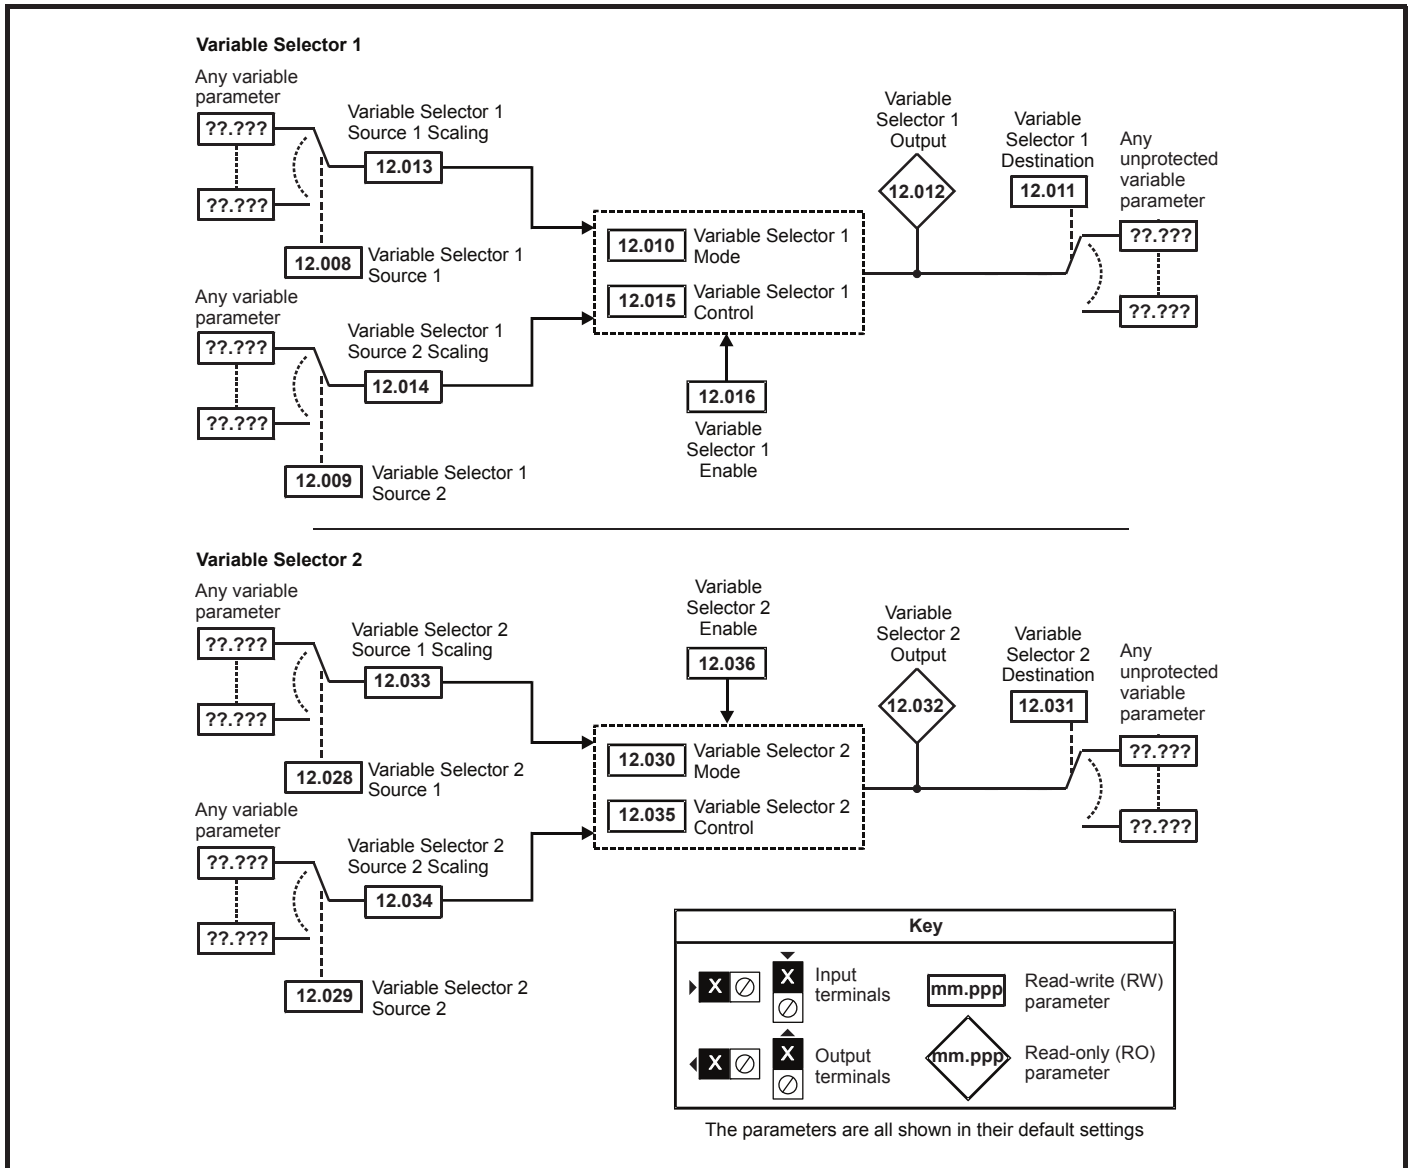 Variable Selector 1
Any variable
parameter
??.???
??.???
Variable Selector 1
Source 1 Scaling
12.013
12.008
Variable Selector 1
Source 1
Any variable
parameter
??.???
??.???
Variable Selector 1
Source 2 Scaling
12.014
12.009
Variable Selector 1
Source 2
12.010
Variable Selector 1
Mode
12.015
Variable Selector 1
Control
12.016
Variable
Selector 1
Enable
Variable
Selector 1
Output
12.012
Variable
Selector 1
Destination
12.011
Any
unprotected
variable
parameter
??.???
??.???
Variable Selector 2
Any variable
parameter
??.???
??.???
Variable Selector 2
Source 1 Scaling
12.033
12.028
Variable Selector 2
Source 1
Any variable
parameter
??.???
??.???
Variable Selector 2
Source 2 Scaling
12.034
12.029
Variable Selector 2
Source 2
Variable
Selector 2
Enable
12.036
12.030
Variable Selector 2
Mode
12.035
Variable Selector 2
Control
Variable
Selector 2
Output
12.032
Variable
Selector 2
Destination
12.031
Any
unprotected
variable
parameter
??.???
??.???
Key
X
X
Input
terminals
mm.ppp
Read-write (RW)
parameter
X
X
Output
terminals
mm.ppp
Read-only (RO)
parameter
The parameters are all shown in their default settings